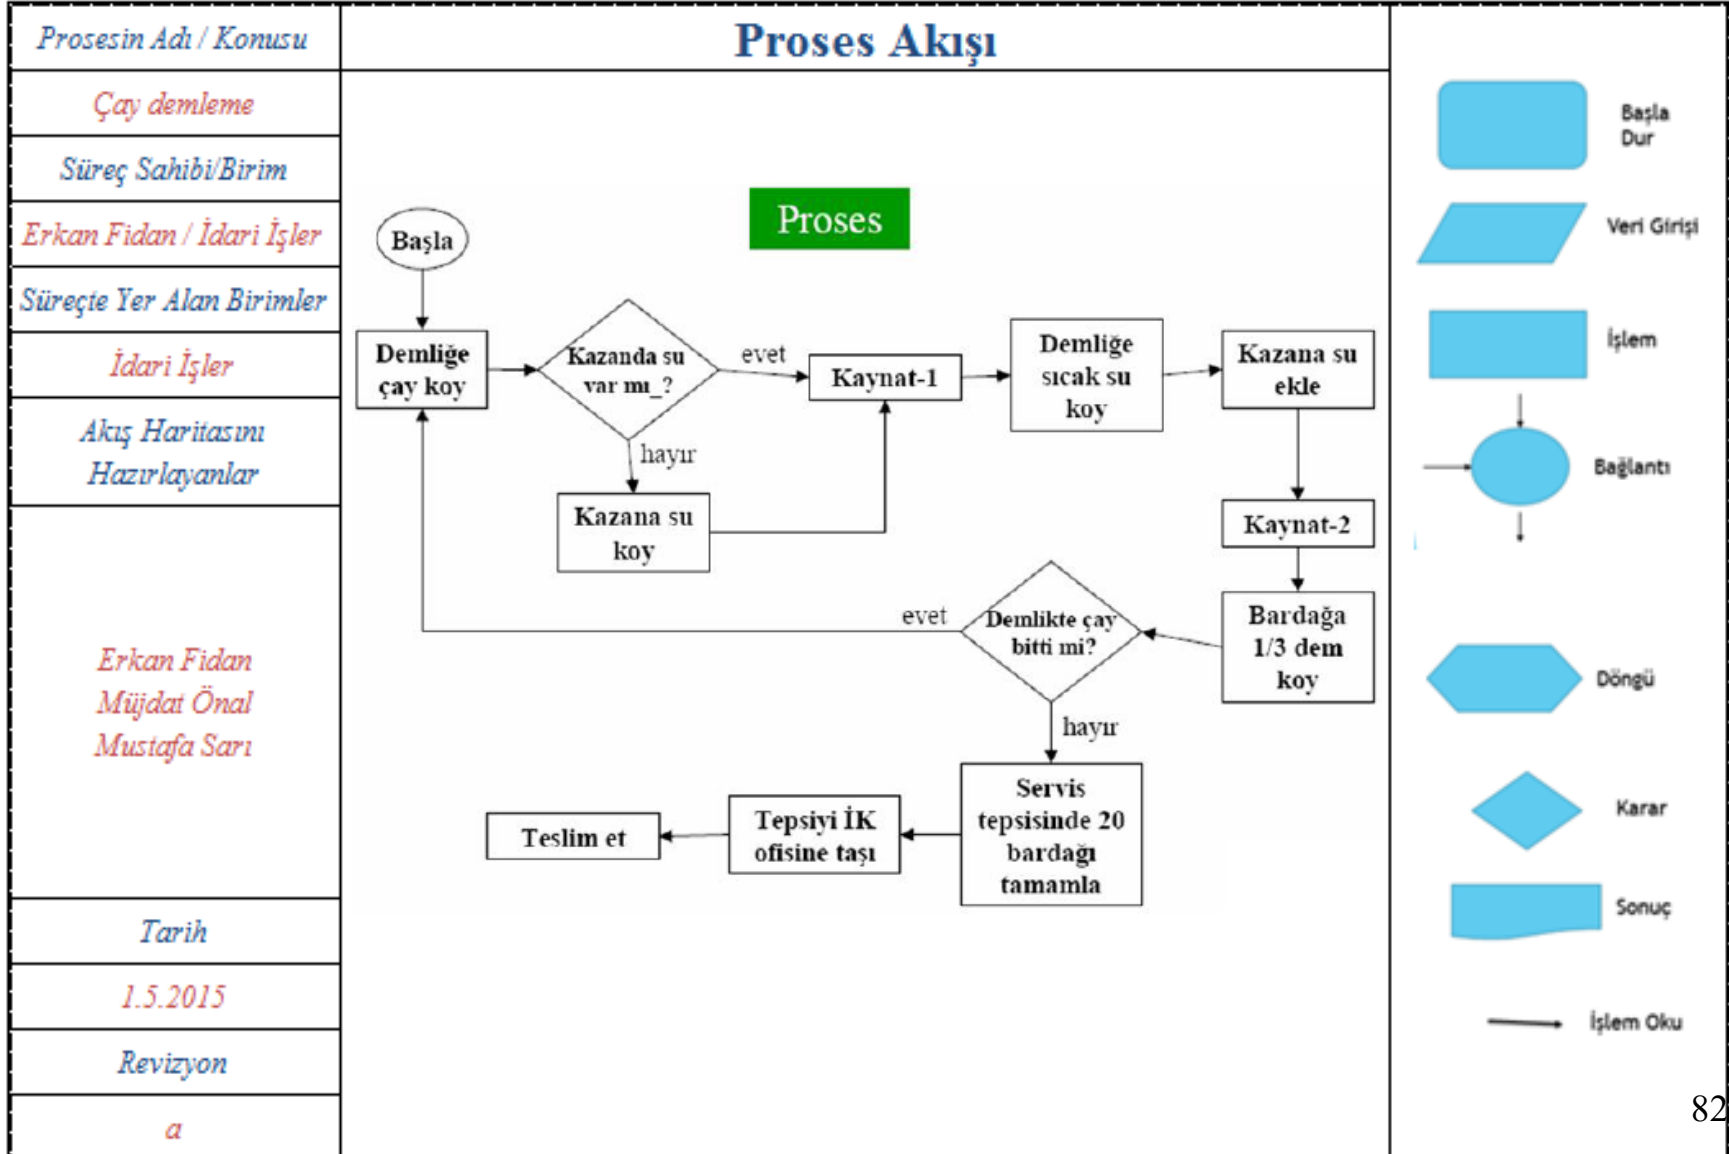 Prosesin Adı / Konusu
Çay demleme
Süreç Sahibi/Birim
Erkan Fidan / İdari İşler
Süreçte Yer Alan Birimler
İdari İşler
Akış Haritasını
Hazırlayanlar
Erkan Fidan
Müjdat Önal
Mustafa Sarı
Tarih
1.5.2015
Revizyon
a
Proses Akışı
Proses
Başla
Demliğe
çay koy
Kazanda su
var mı_?
evet
hayır
Kazana su
koy
Kaynat-1
Demliğe
sıcak su
koy
Kazana su
ekle
Kaynat-2
Bardağa
1/3 dem
koy
Demlikte çay
bitti mi?
evet
hayır
Servis
tepsisinde 20
bardağı
tamamla
Tepsiyi İK
ofisine taşı
Teslim et
Başla
Dur
Veri Girişi
İşlem
Bağlantı
Döngü
Karar
Sonuç
İşlem Oku
82